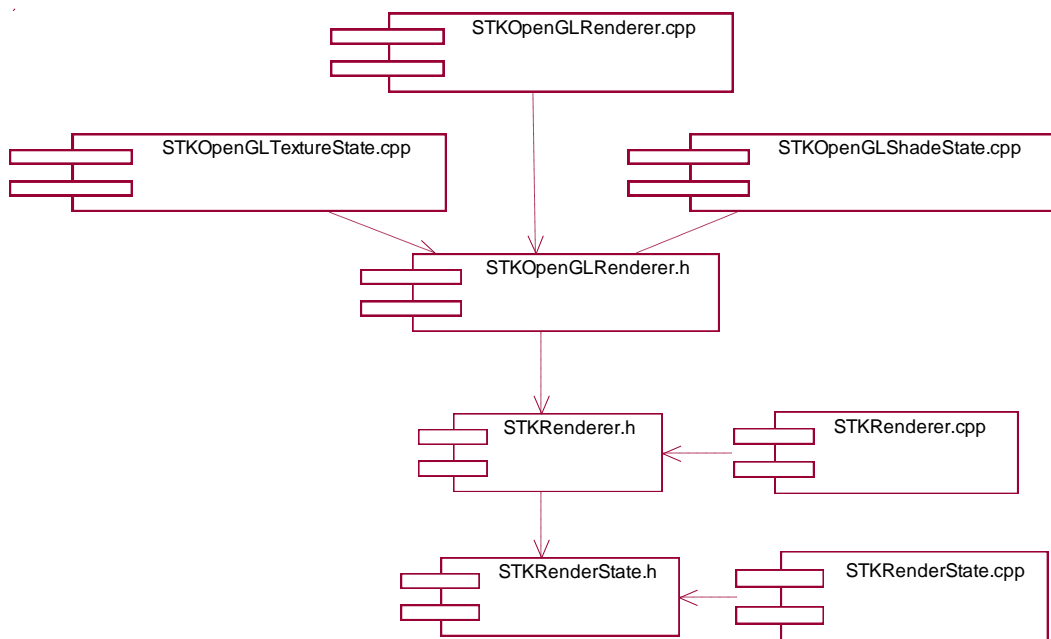 STKOpenGLRenderer.cpp
STKOpenGLTextureState.cpp
STKOpenGLShadeState.cpp
STKOpenGLRenderer.h
STKRenderer.h
STKRenderer.cpp
STKRenderState.h
STKRenderState.cpp